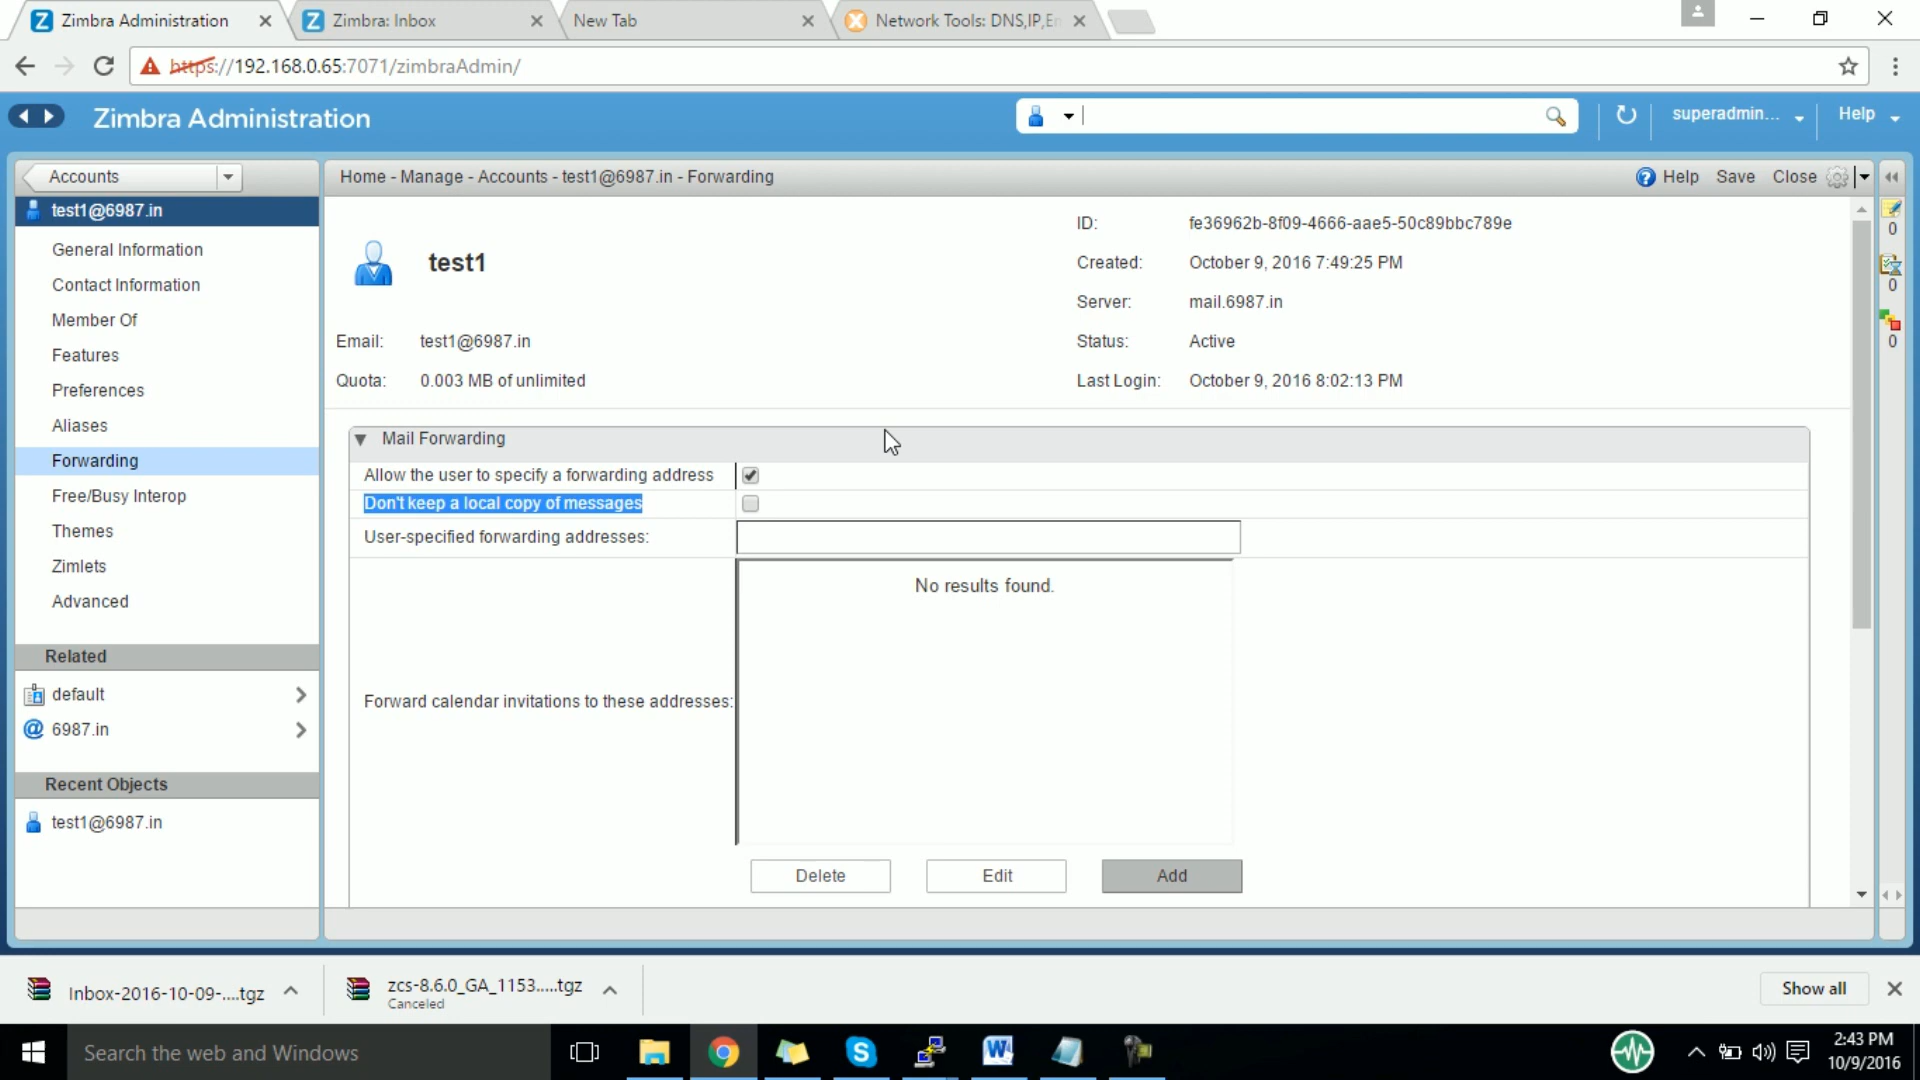 Zimbra Administration
Zimbra: Inbox
New Tab
Network Tools: DNS,IP,Em
https://192.168.0.65:7071/zimbraAdmin/
Zimbra Administration
superadmin...
Help
Accounts
Home - Manage - Accounts - test1@6987.in - Forwarding
Help
Save
Close
test1@6987.in
General Information
Contact Information
Member Of
Features
Preferences
Aliases
Forwarding
Free/Busy Interop
Themes
Zimlets
Advanced
Related
default
6987.in
Recent Objects
test1@6987.in
test1
Email: test1@6987.in
Quota: 0.003 MB of unlimited
ID: fe36962b-8f09-4666-aae5-50c89bbc789e
Created: October 9, 2016 7:49:25 PM
Server: mail.6987.in
Status: Active
Last Login: October 9, 2016 8:02:13 PM
0
0
0
Mail Forwarding
Allow the user to specify a forwarding address
Don't keep a local copy of messages
User-specified forwarding addresses:
No results found.
Forward calendar invitations to these addresses:
Delete
Edit
Add
Inbox-2016-10-09-....tgz
zcs-8.6.0_GA_1153.....tgz
Canceled
Show all
Search the web and Windows
2:43 PM
10/9/2016